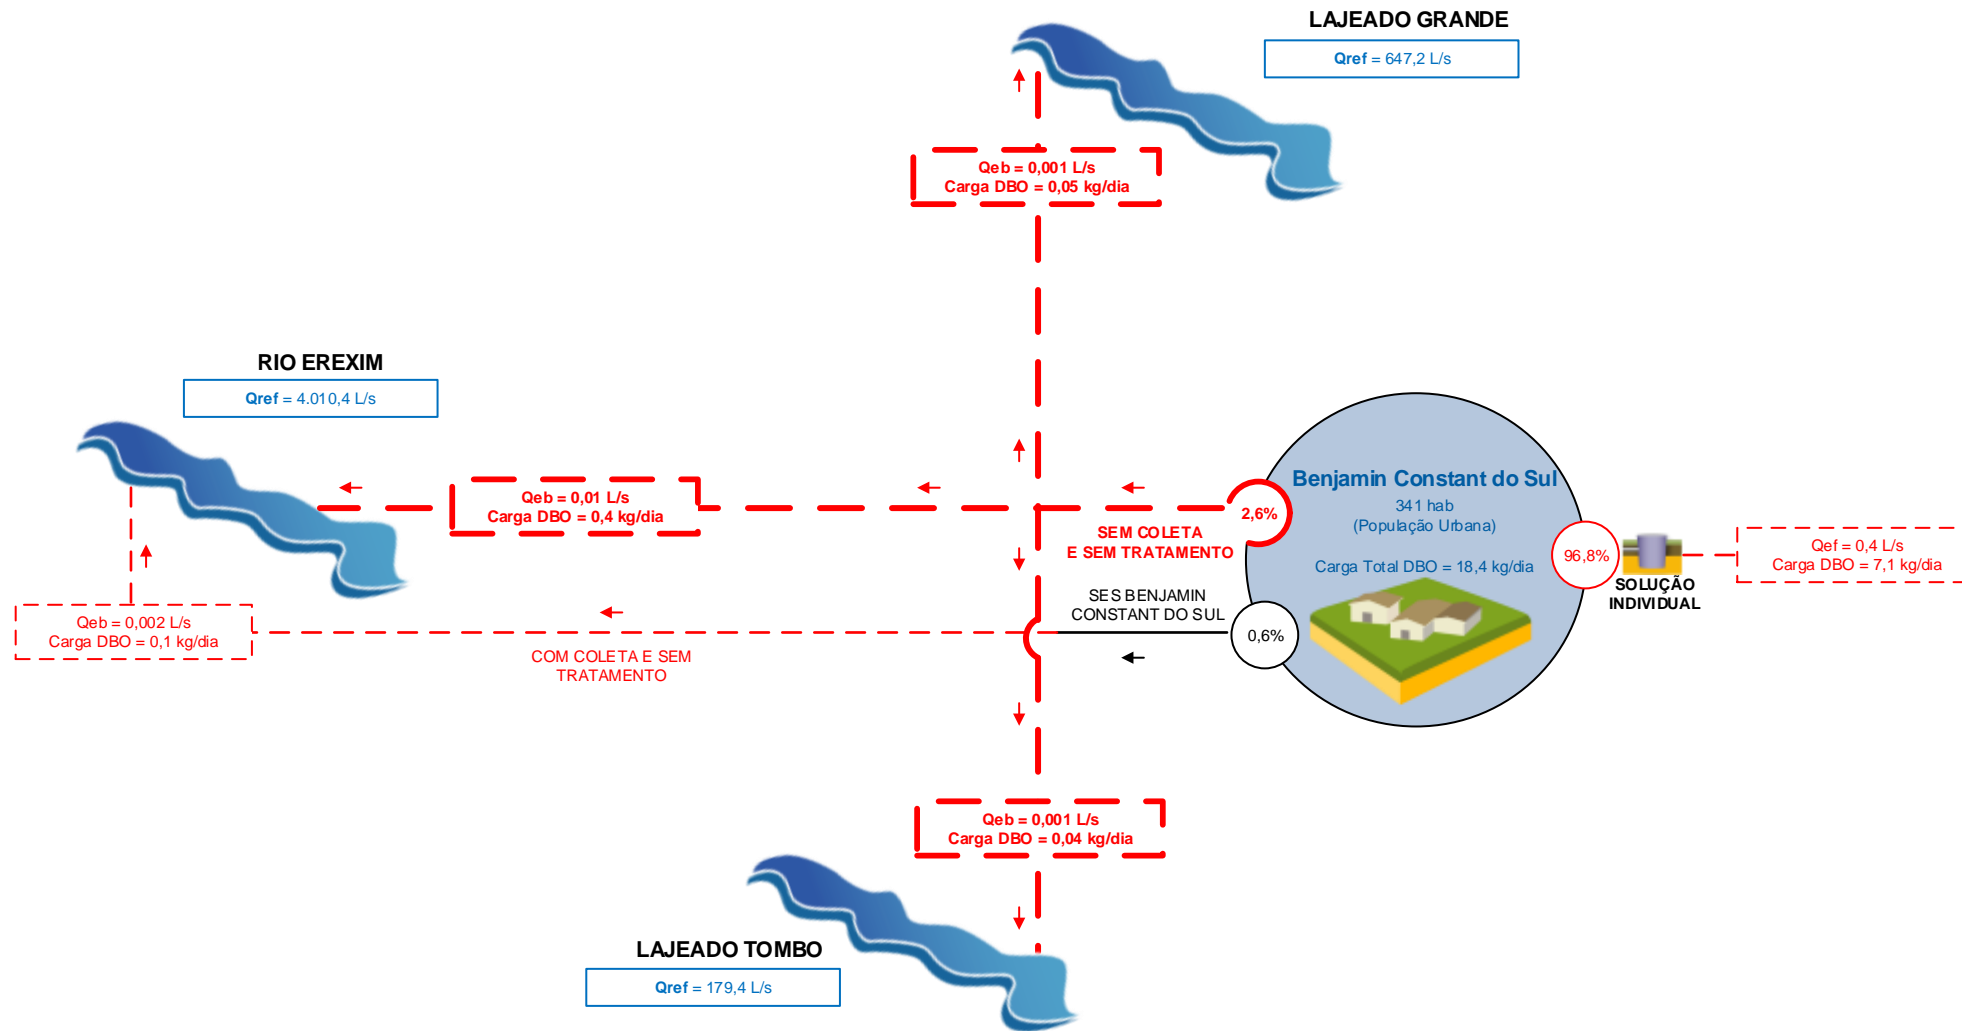 LAJEADO GRANDE
Qref = 647,2 L/s
Qeb = 0,001 L/s
Carga DBO = 0,05 kg/dia
RIO EREXIM
Qref = 4.010,4 L/s
Qeb = 0,01 L/s
Carga DBO = 0,4 kg/dia
2,6%
SEM COLETA
E SEM TRATAMENTO
Benjamin Constant do Sul
341 hab
(População Urbana)
Carga Total DBO = 18,4 kg/dia
96,8%
SOLUÇÃO
INDIVIDUAL
Qef = 0,4 L/s
Carga DBO = 7,1 kg/dia
SES BENJAMIN
CONSTANT DO SUL
0,6%
Qeb = 0,002 L/s
Carga DBO = 0,1 kg/dia
COM COLETA E SEM
TRATAMENTO
Qeb = 0,001 L/s
Carga DBO = 0,04 kg/dia
LAJEADO TOMBO
Qref = 179,4 L/s